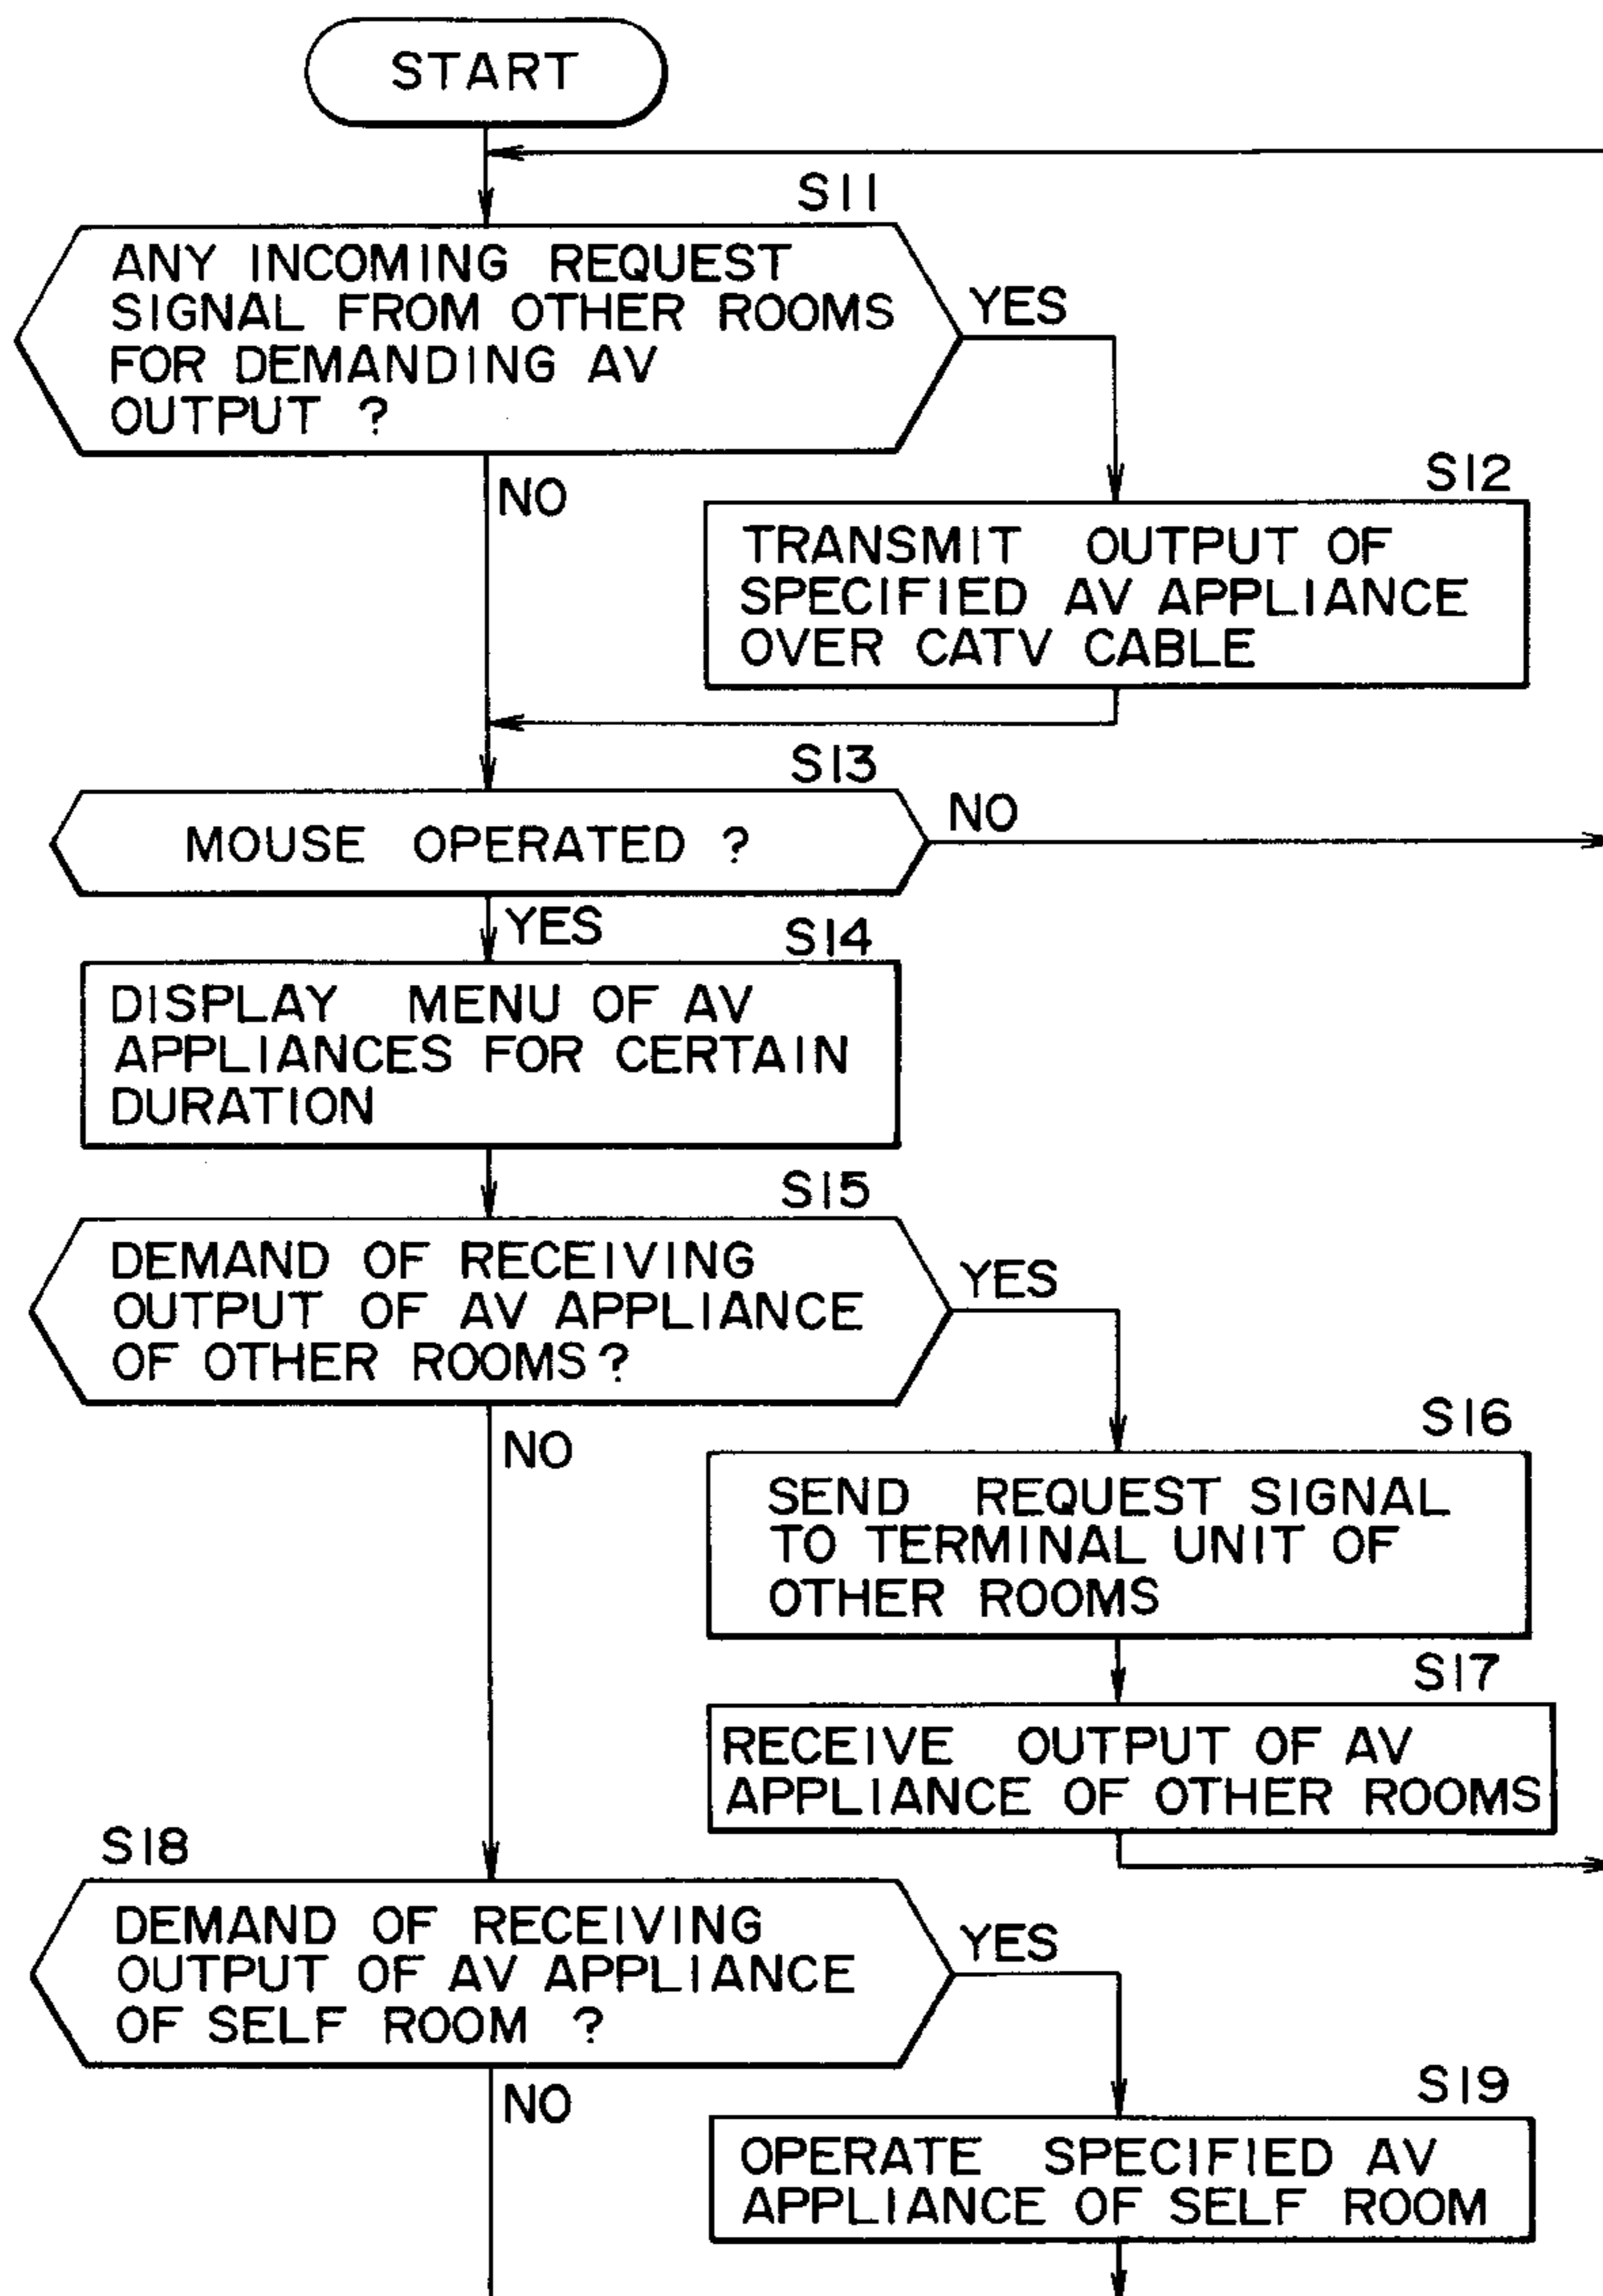 START
S11
ANY INCOMING REQUEST
SIGNAL FROM OTHER ROOMS
FOR DEMANDING AV
OUTPUT ?
YES
NO
S12
TRANSMIT OUTPUT OF
SPECIFIED AV APPLIANCE
OVER CATV CABLE
S13
MOUSE OPERATED ?
NO
YES
S14
DISPLAY MENU OF AV
APPLIANCES FOR CERTAIN
DURATION
S15
DEMAND OF RECEIVING
OUTPUT OF AV APPLIANCE
OF OTHER ROOMS?
YES
NO
S16
SEND REQUEST SIGNAL
TO TERMINAL UNIT OF
OTHER ROOMS
S17
RECEIVE OUTPUT OF AV
APPLIANCE OF OTHER ROOMS
S18
DEMAND OF RECEIVING
OUTPUT OF AV APPLIANCE
OF SELF ROOM ?
YES
NO
S19
OPERATE SPECIFIED AV
APPLIANCE OF SELF ROOM